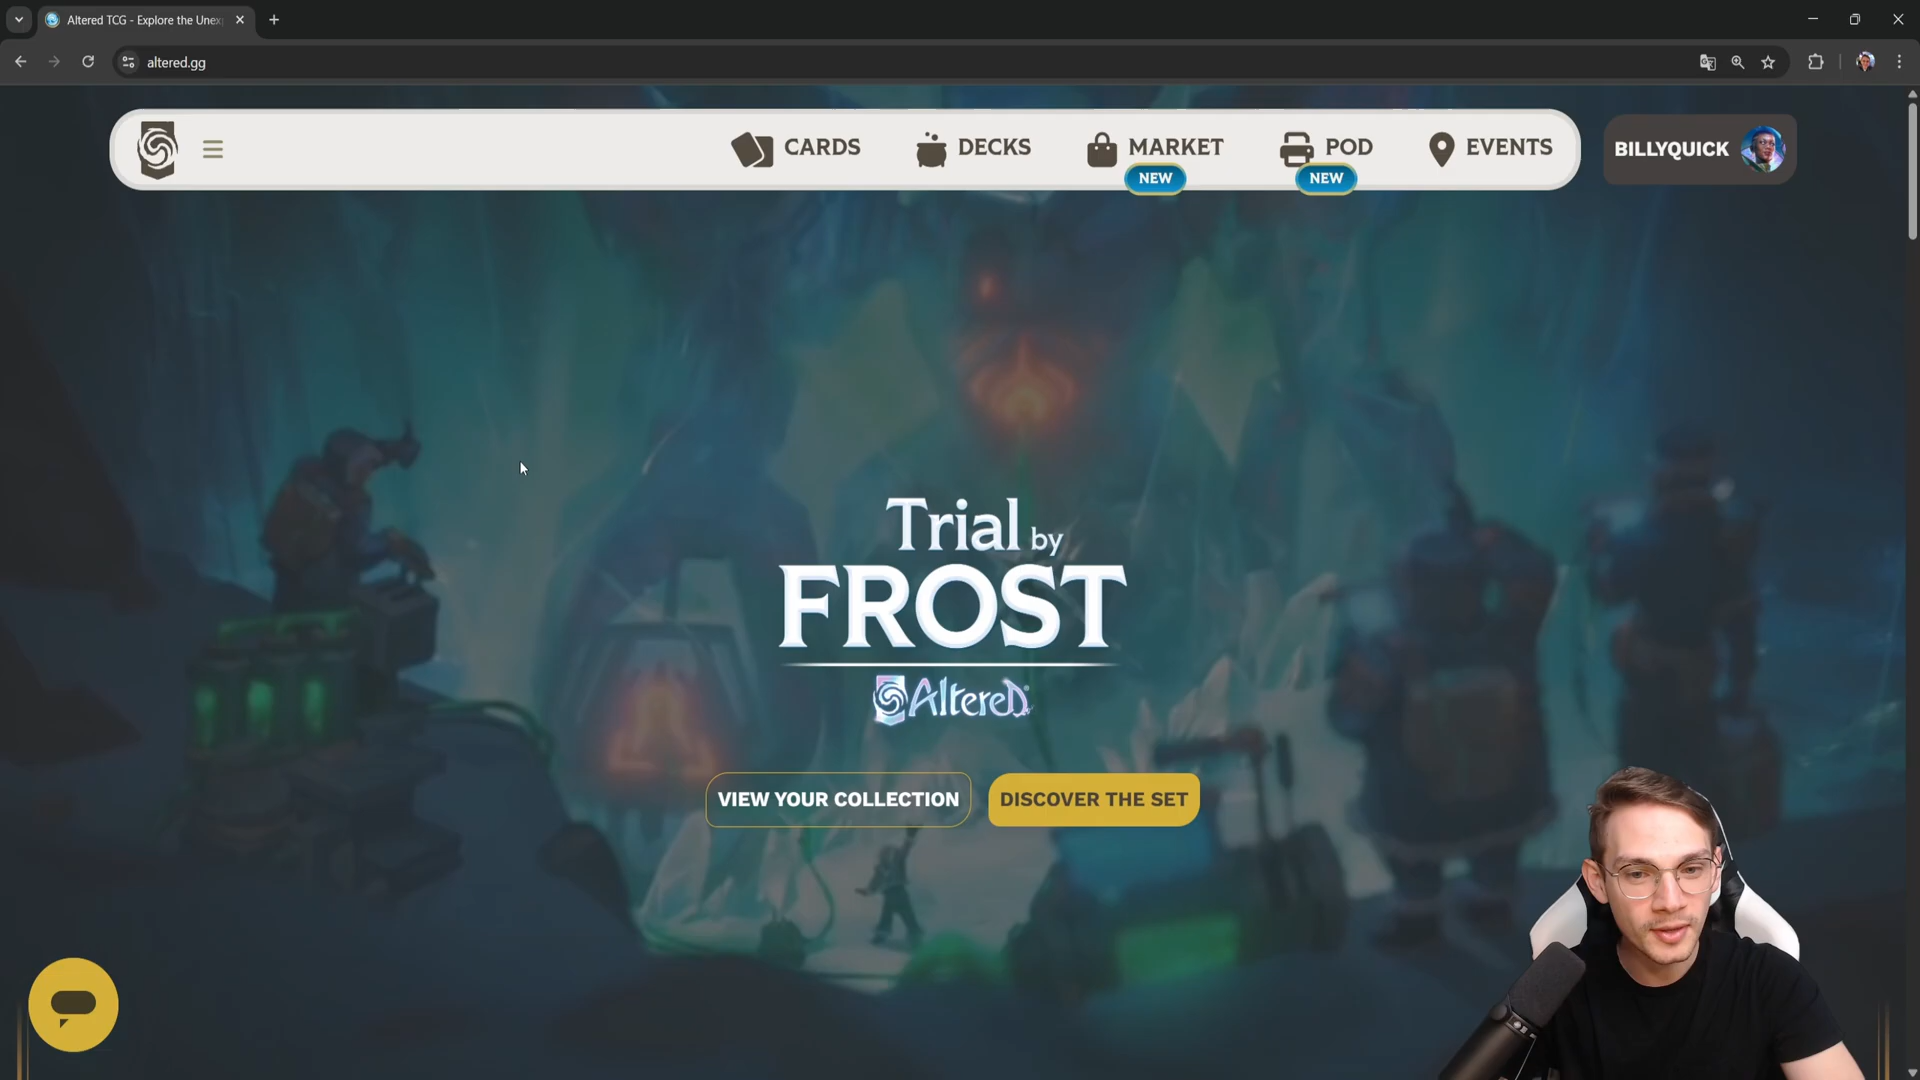 Altered TCG - Explore the Unex
altered.gg
CARDS
DECKS
MARKET
POD
EVENTS
BILLYQUICK
NEW
NEW
Trial by
FROST
Altered
VIEW YOUR COLLECTION
DISCOVER THE SET